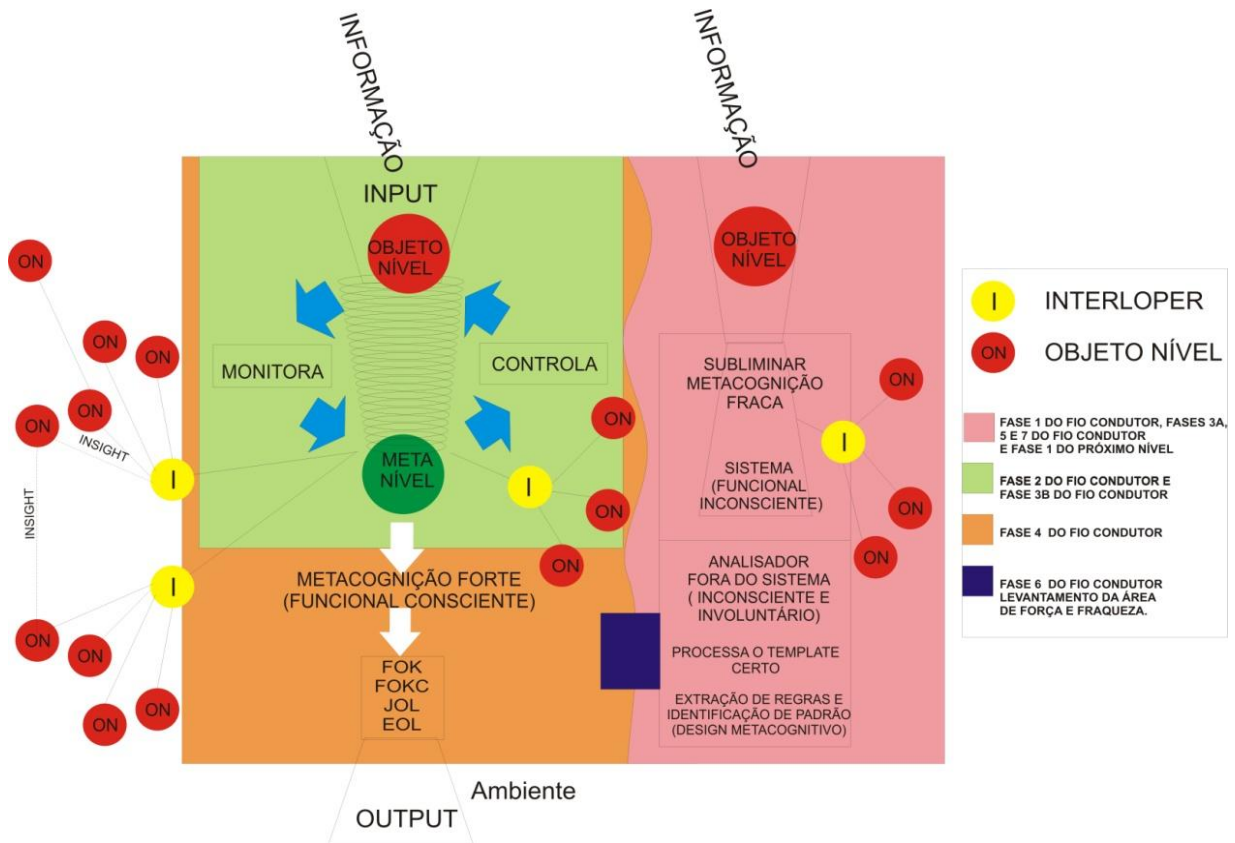 INFORMAÇÃO
INFORMAÇÃO
INPUT
OBJETO
NÍVEL
OBJETO
NÍVEL
MONITORA
CONTROLA
META
NÍVEL
METACOGNIÇÃO FORTE
(FUNCIONAL CONSCIENTE)
FOK
FOKC
JOL
EOL
Ambiente
OUTPUT
ON
ON
ON
ON
ON
INSIGHT
INSIGHT
I
I
ON
ON
ON
ON
I
ON
ON
ON
SUBLIMINAR
METACOGNIÇÃO
FRACA
SISTEMA
(FUNCIONAL
INCONSCIENTE)
I
ON
ON
ON
ANALISADOR
FORA DO SISTEMA
( INCONSCIENTE E
INVOLUNTÁRIO)
PROCESSA O TEMPLATE
CERTO
EXTRAÇÃO DE REGRAS E
IDENTIFICAÇÃO DE PADRÃO
(DESIGN METACOGNITIVO)
I INTERLOPER
ON OBJETO NÍVEL
FASE 1 DO FIO CONDUTOR, FASES 3A,
5 E 7 DO FIO CONDUTOR
E FASE 1 DO PRÓXIMO NÍVEL
FASE 2 DO FIO CONDUTOR E
FASE 3B DO FIO CONDUTOR
FASE 4 DO FIO CONDUTOR
FASE 6 DO FIO CONDUTOR
LEVANTAMENTO DA ÁREA
DE FORÇA E FRAQUEZA.